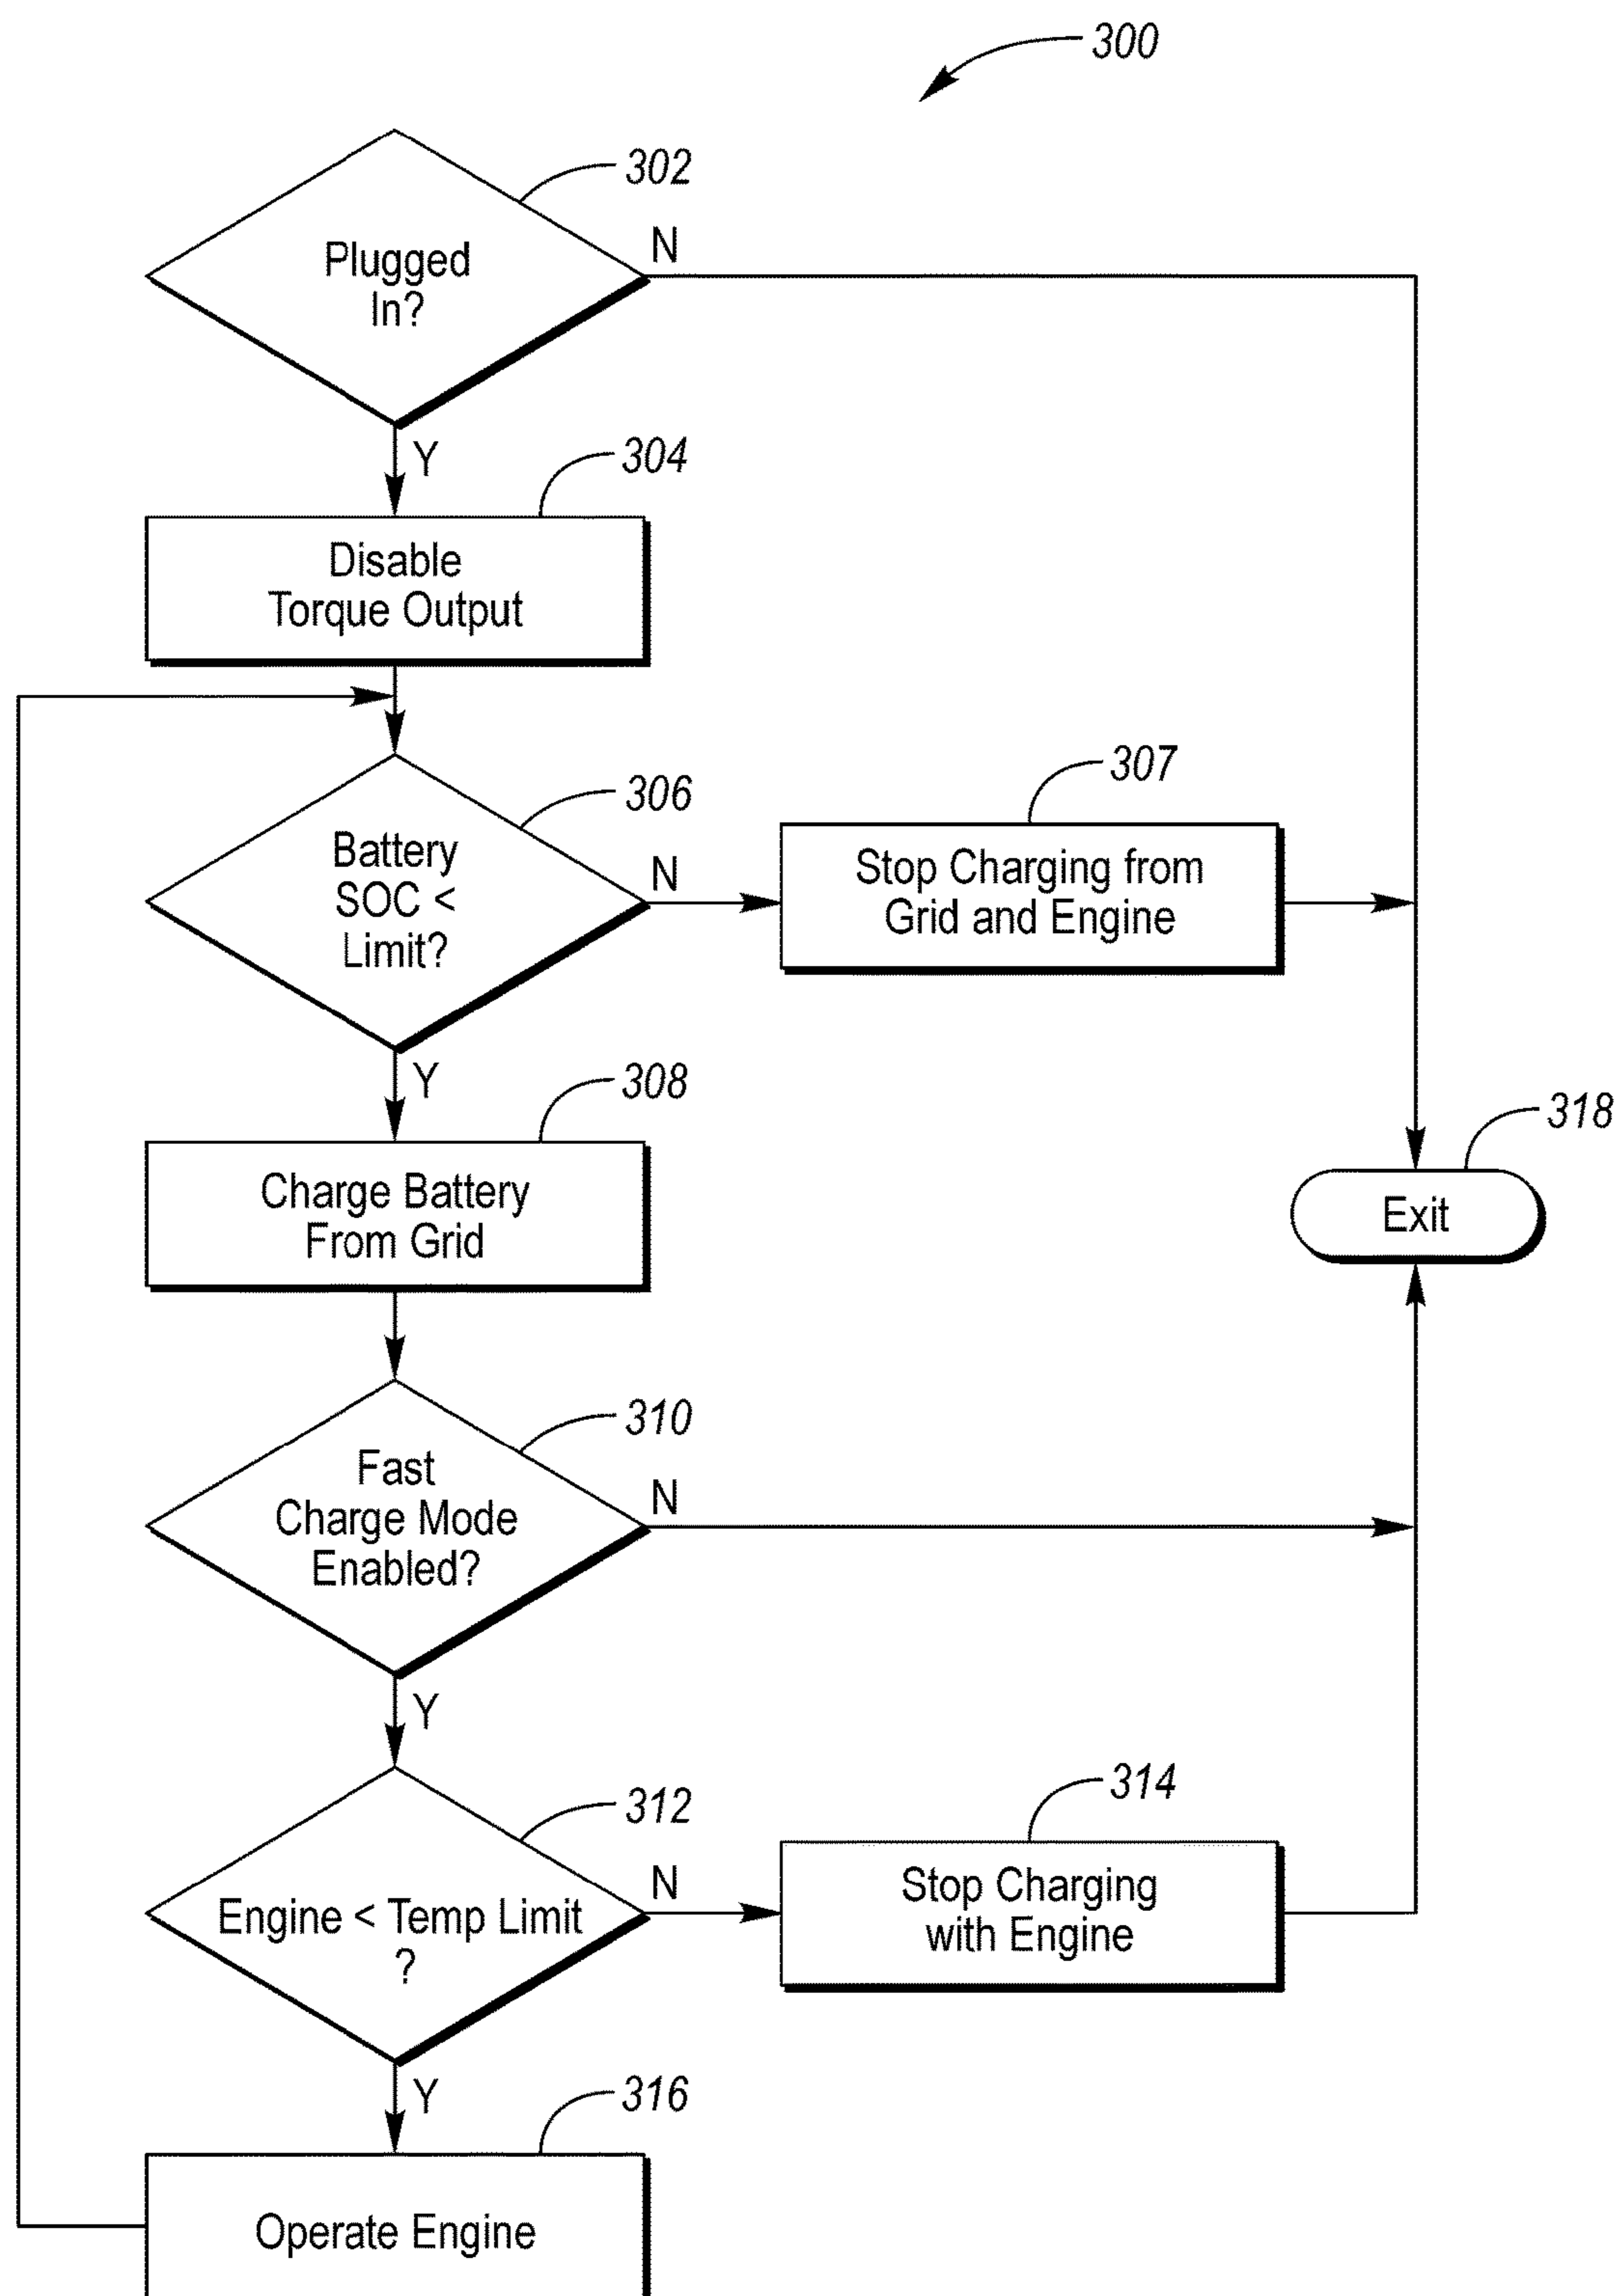 300
302
Plugged
In?
N
Y
304
Disable
Torque Output
306
Battery
SOC <
Limit?
N
307
Stop Charging from
Grid and Engine
Y
308
Charge Battery
From Grid
318
Exit
310
Fast
Charge Mode
Enabled?
N
Y
312
Engine < Temp Limit
?
N
314
Stop Charging
with Engine
Y
316
Operate Engine